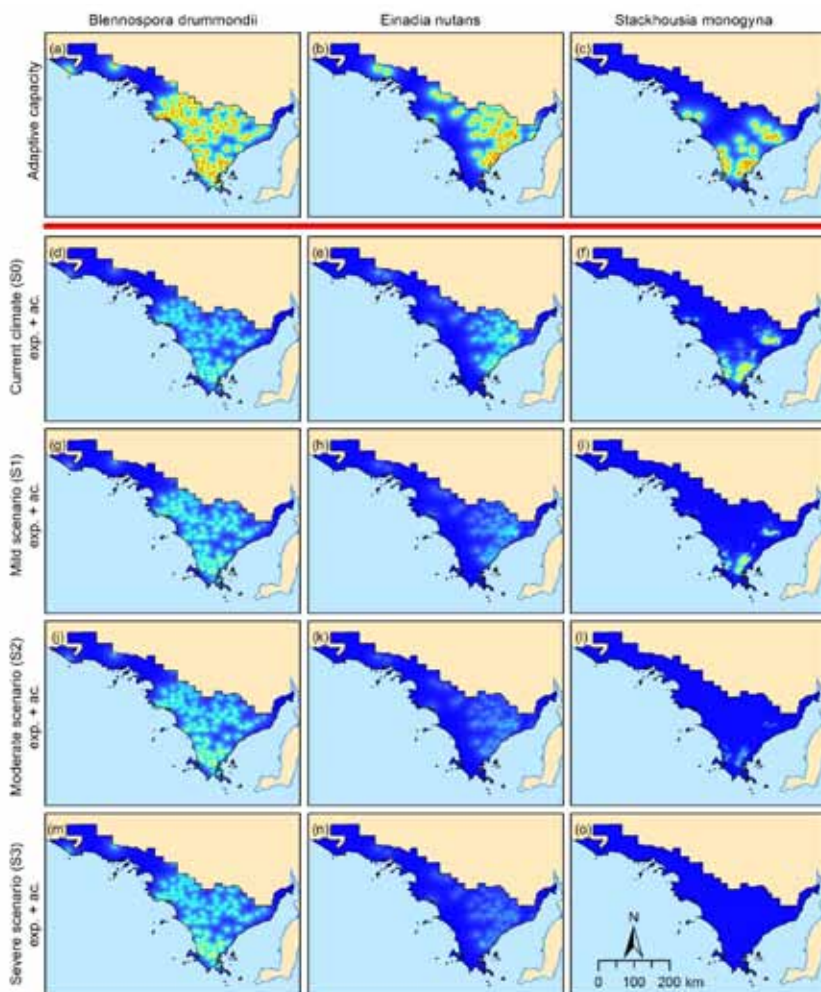 Blennospora drummondii
Einadia nutans
Stackhousia monogyna
Adaptive capacity
(a)
(b)
(c)
Current climate (S0)
exp. + ac.
(d)
(e)
(f)
Mild scenario (S1)
exp. + ac.
(g)
(h)
(i)
Moderate scenario (S2)
exp. + ac.
(j)
(k)
(l)
Severe scenario (S3)
exp. + ac.
(m)
(n)
(o)
N
0 100 200 km